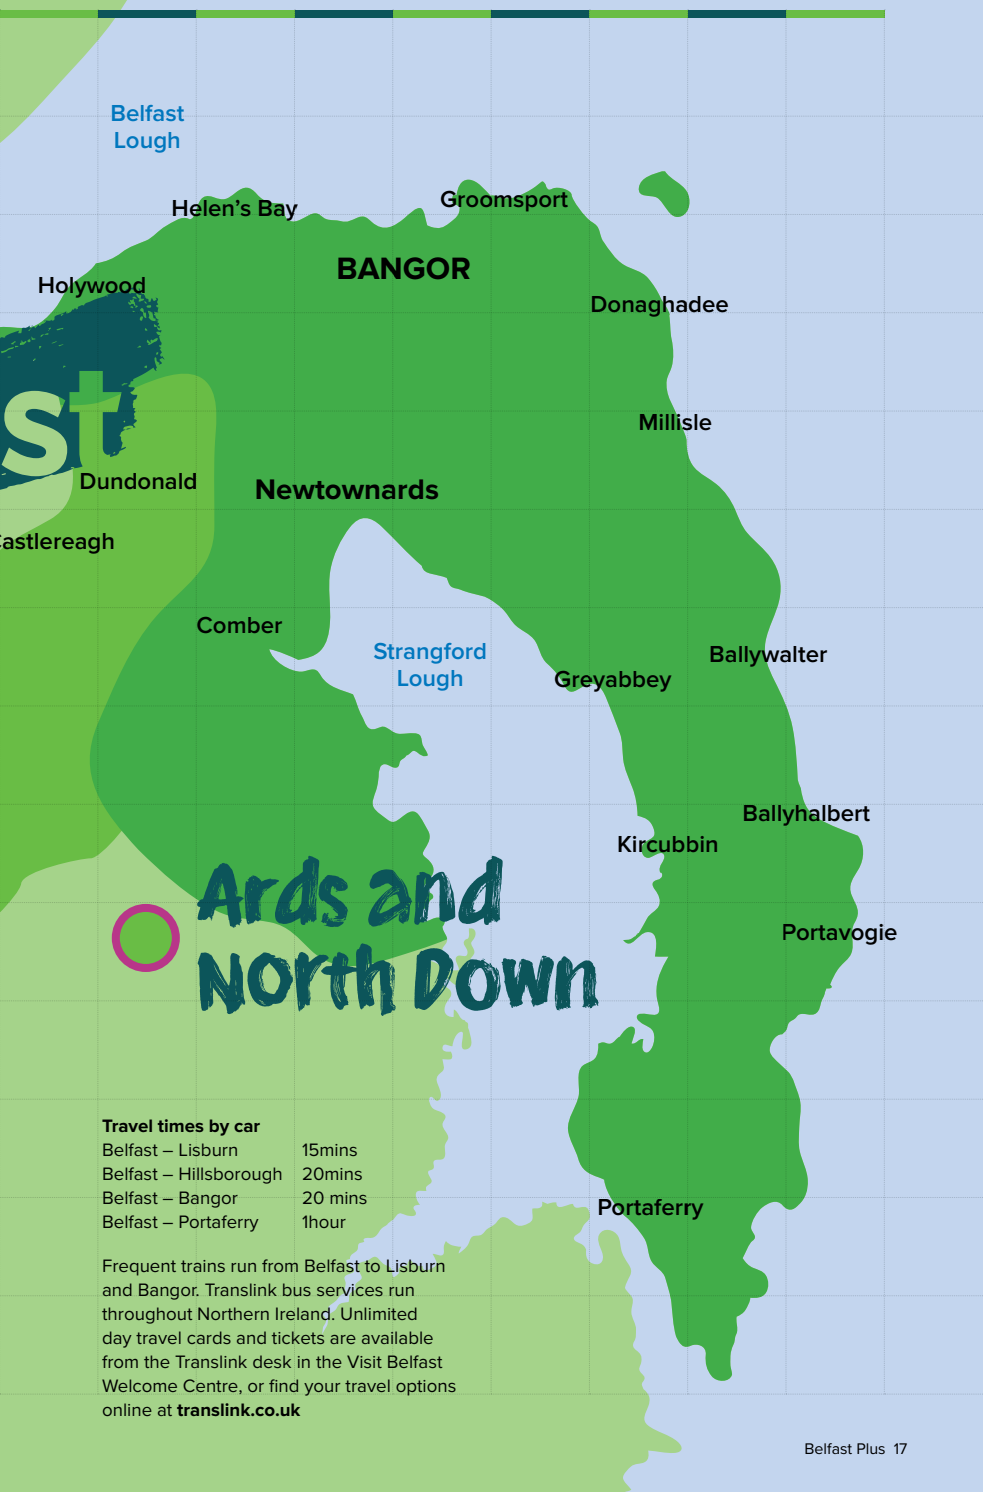 Belfast
Lough
Helen's Bay
Groomsport
BANGOR
Holywood
Donaghadee
st
Millisle
Dundonald
Newtownards
astlereagh
Comber
Strangford
Lough
Ballywalter
Greyabbey
Ballyhalbert
Kircubbin
Ards and
North Down
Portavogie
Travel times by car
Belfast – Lisburn 15mins
Belfast – Hillsborough 20mins
Belfast – Bangor 20 mins
Belfast – Portaferry 1hour
Portaferry
Frequent trains run from Belfast to Lisburn
and Bangor. Translink bus services run
throughout Northern Ireland. Unlimited
day travel cards and tickets are available
from the Translink desk in the Visit Belfast
Welcome Centre, or find your travel options
online at translink.co.uk
Belfast Plus 17